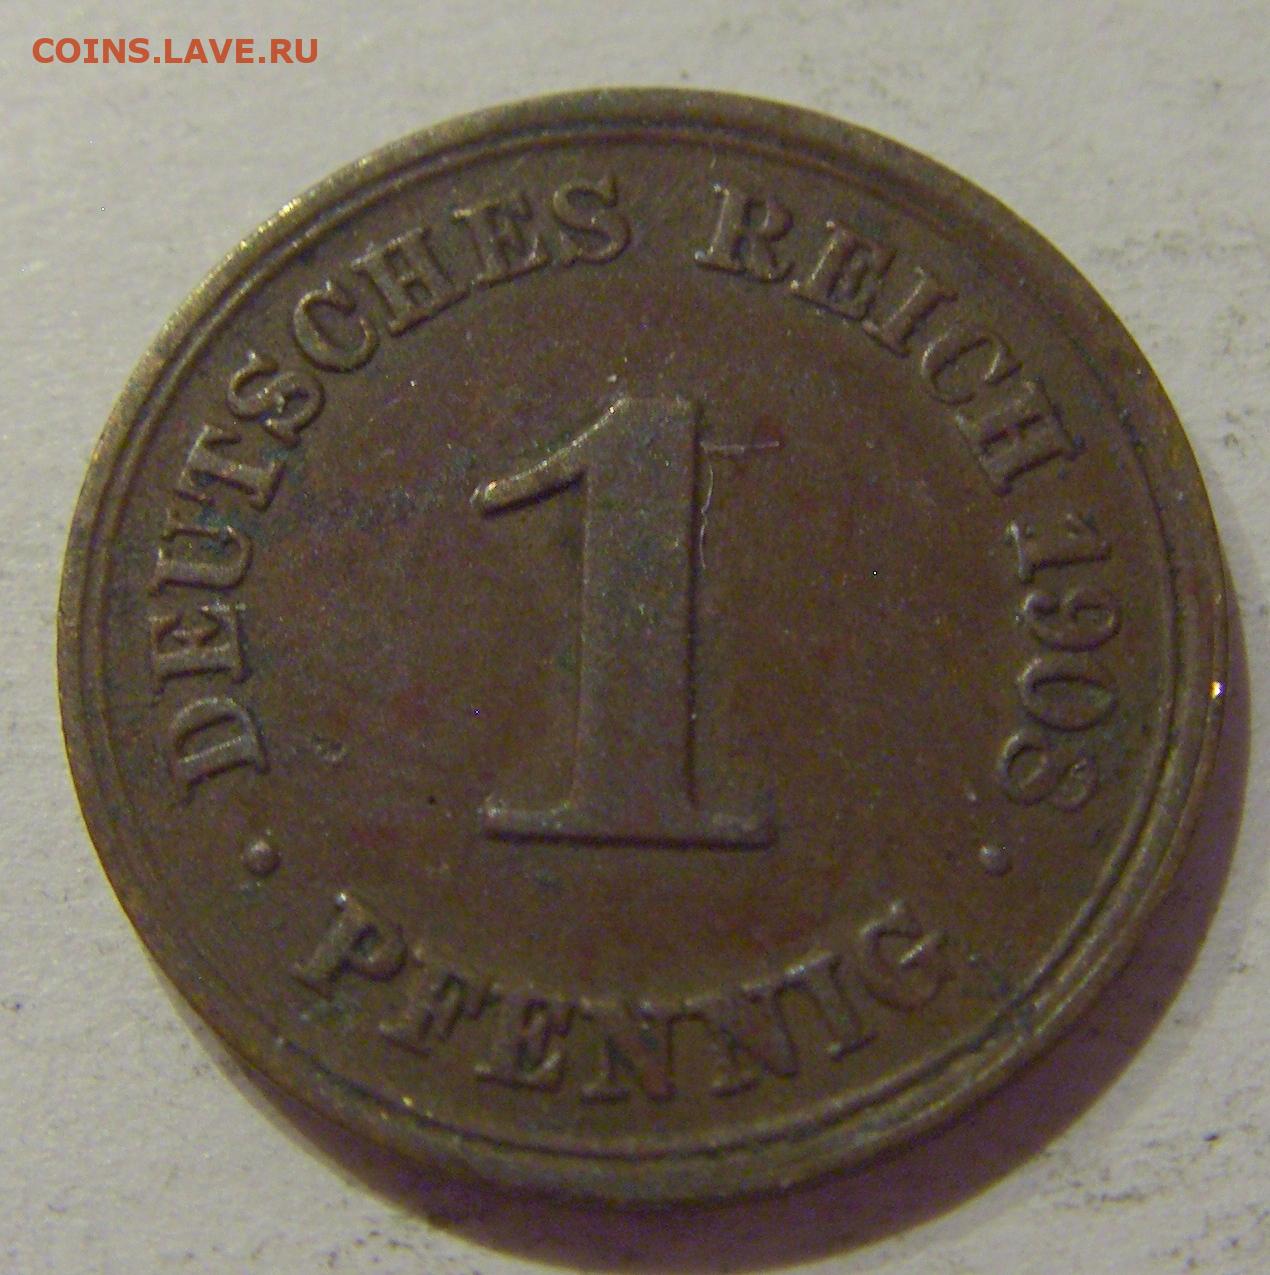 COINS.LAVE.RU
DEUTSCHES REICH 1908
1
PFENNIG